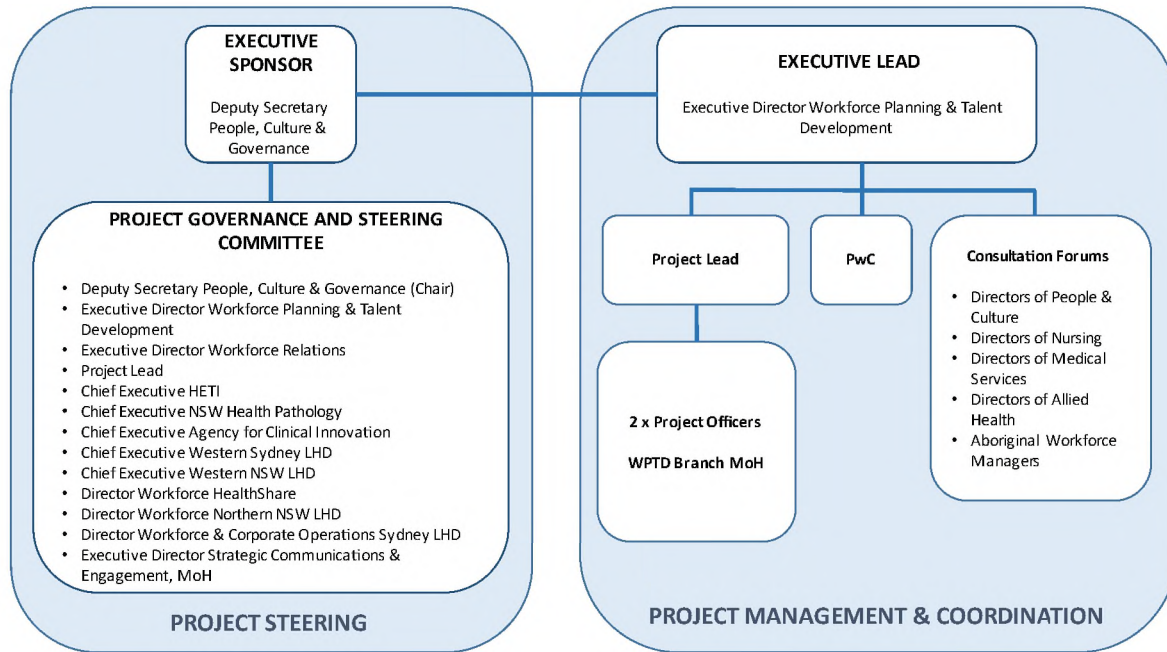 EXECUTIVE
SPONSOR
Deputy Secretary
People, Culture &
Governance
PROJECT GOVERNANCE AND STEERING
COMMITTEE
• Deputy Secretary People, Culture & Governance (Chair)
• Executive Director Workforce Planning & Talent
Development
• Executive Director Workforce Relations
• Project Lead
• Chief Executive HETI
• Chief Executive NSW Health Pathology
• Chief Executive Agency for Clinical Innovation
• Chief Executive Western Sydney LHD
• Chief Executive Western NSW LHD
• Director Workforce HealthShare
• Director Workforce Northern NSW LHD
• Director Workforce & Corporate Operations Sydney LHD
• Executive Director Strategic Communications &
Engagement, MoH
PROJECT STEERING
EXECUTIVE LEAD
Executive Director Workforce Planning & Talent
Development
Project Lead
PwC
Consultation Forums
• Directors of People &
Culture
• Directors of Nursing
• Directors of Medical
Services
• Directors of Allied
Health
• Aboriginal Workforce
Managers
2 x Project Officers
WPTD Branch MoH
PROJECT MANAGEMENT & COORDINATION